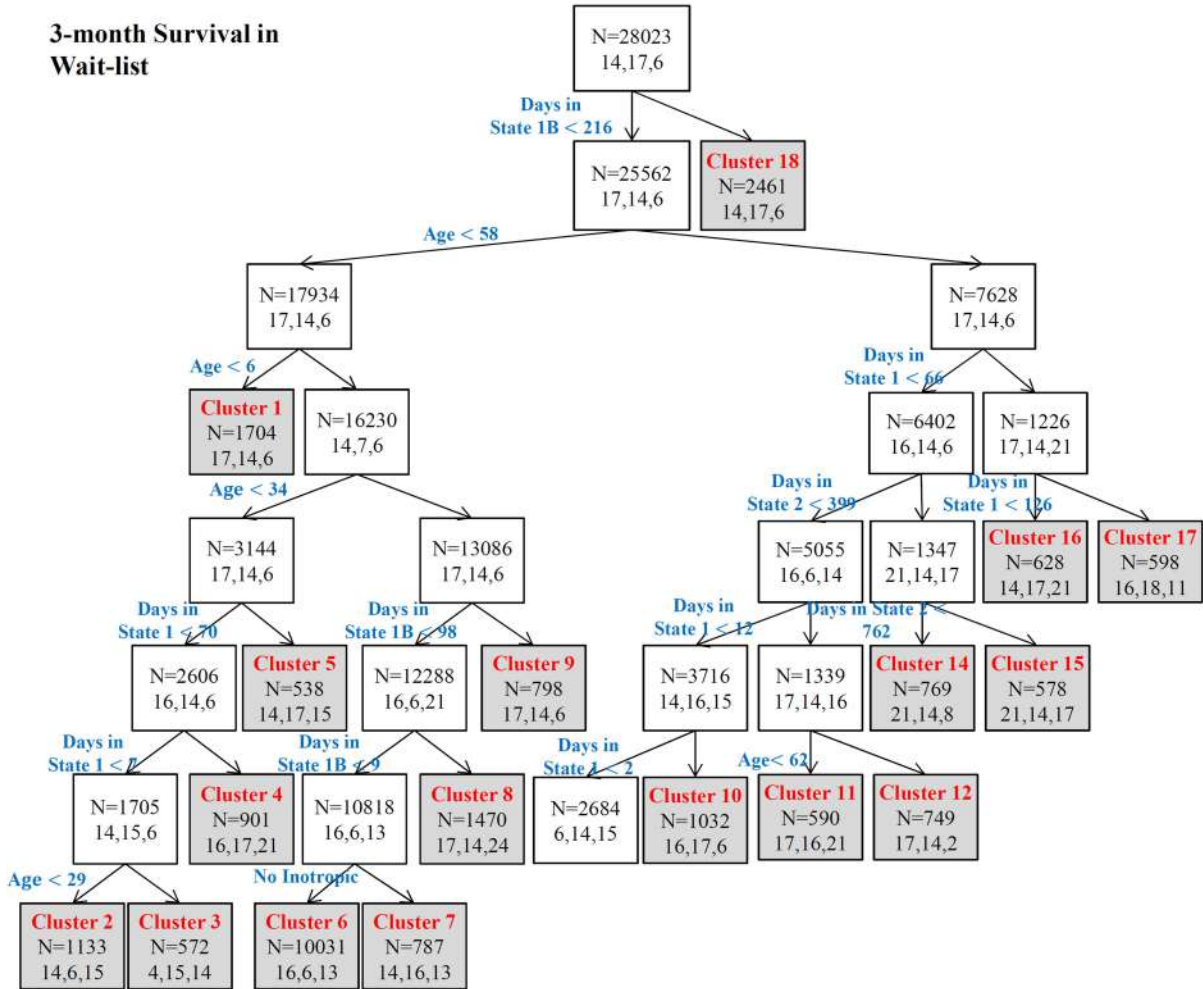 3-month Survival in
Wait-list
N=28023
14,17,6
Days in
State 1B < 216
N=25562
17,14,6
Cluster 18
N=2461
14,17,6
Age < 58
N=17934
17,14,6
N=7628
17,14,6
Age < 6
Days in
State 1 < 66
Cluster 1
N=1704
17,14,6
N=16230
14,7,6
N=6402
16,14,6
N=1226
17,14,21
Age < 34
Days in
State 2 < 399
Days in
State 1 < 126
N=3144
17,14,6
N=13086
17,14,6
N=5055
16,6,14
N=1347
21,14,17
Cluster 16
N=628
14,17,21
Cluster 17
N=598
16,18,11
Days in
State 1 < 70
Days in
State 1B < 98
Days in
State 1 < 12
Days in State 2 <
762
N=2606
16,14,6
Cluster 5
N=538
14,17,15
N=12288
16,6,21
Cluster 9
N=798
17,14,6
N=3716
14,16,15
N=1339
17,14,16
Cluster 14
N=769
21,14,8
Cluster 15
N=578
21,14,17
Days in
State 1 < 7
Days in
State 1B < 9
Days in
State 1 < 2
Age< 62
N=1705
14,15,6
Cluster 4
N=901
16,17,21
N=10818
16,6,13
Cluster 8
N=1470
17,14,24
N=2684
6,14,15
Cluster 10
N=1032
16,17,6
Cluster 11
N=590
17,16,21
Cluster 12
N=749
17,14,2
Age < 29
No Inotropic
Cluster 2
N=1133
14,6,15
Cluster 3
N=572
4,15,14
Cluster 6
N=10031
16,6,13
Cluster 7
N=787
14,16,13